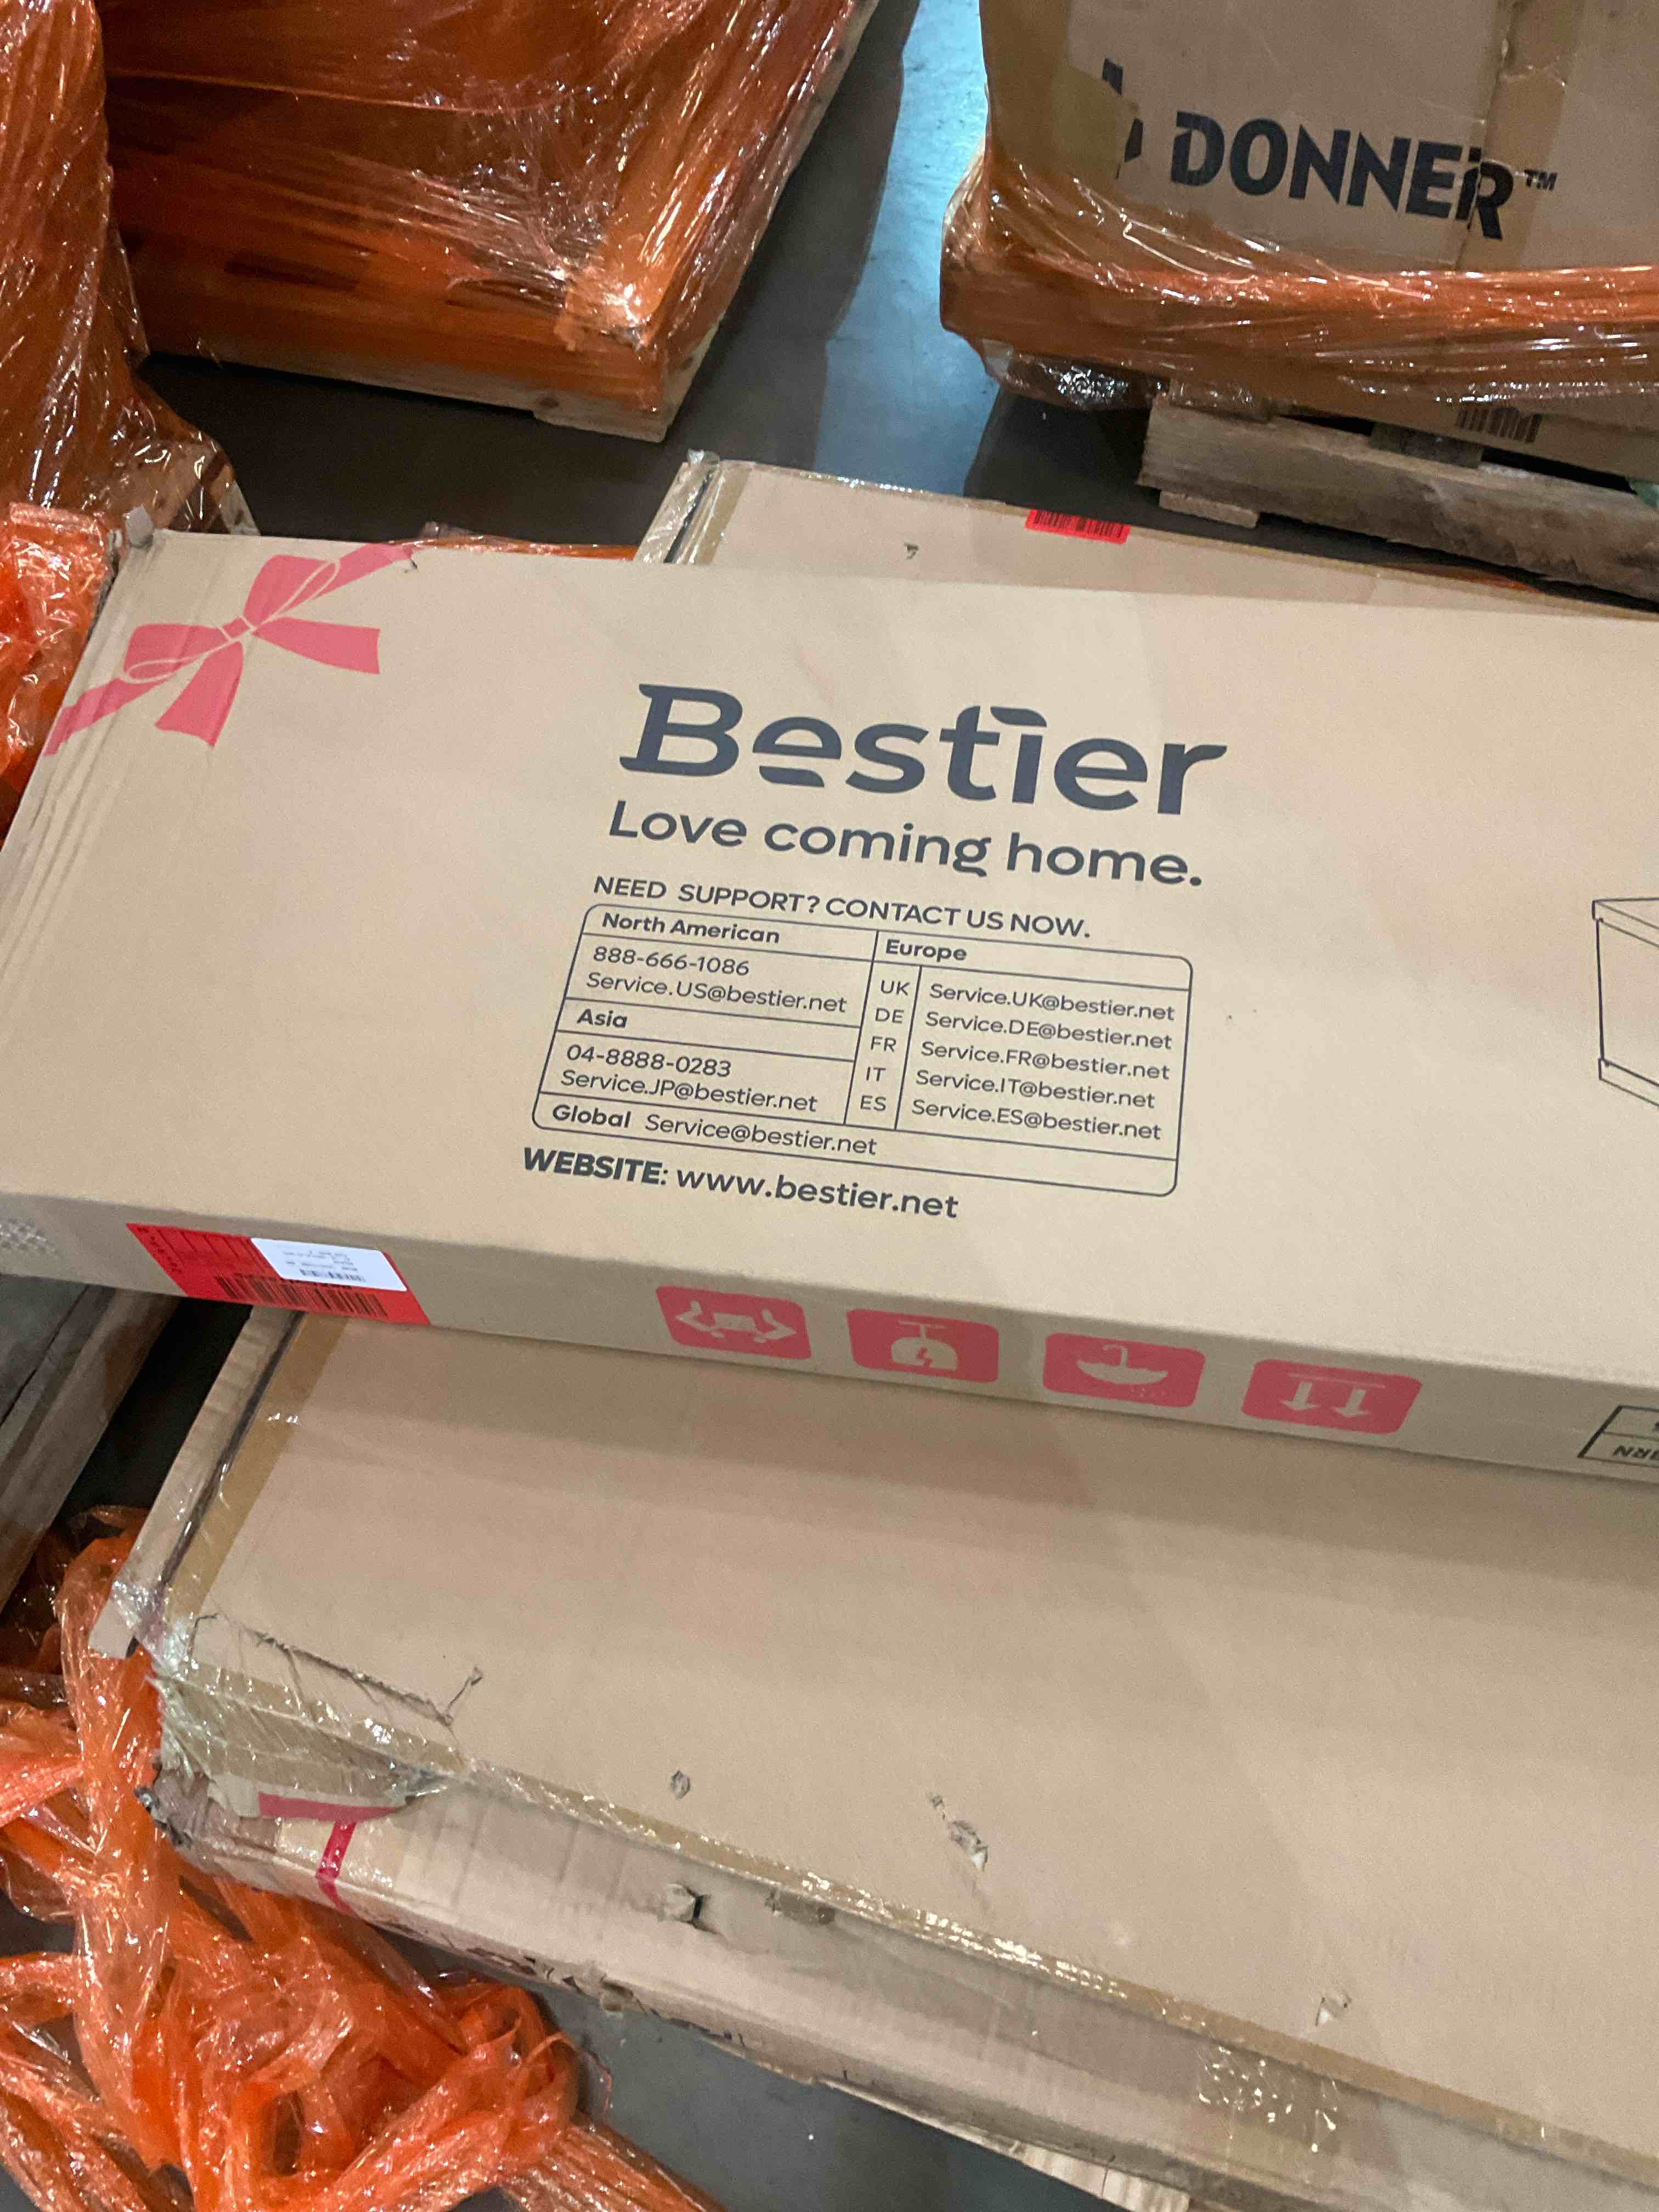 DONNER™
Bestier
Love coming home.
NEED SUPPORT? CONTACT US NOW.
North American
888-666-1086
Service.US@bestier.net
Asia
04-8888-0283
Service.JP@bestier.net
Europe
UK Service.UK@bestier.net
DE Service.DE@bestier.net
FR Service.FR@bestier.net
IT Service.IT@bestier.net
ES Service.ES@bestier.net
Global Service@bestier.net
WEBSITE: www.bestier.net